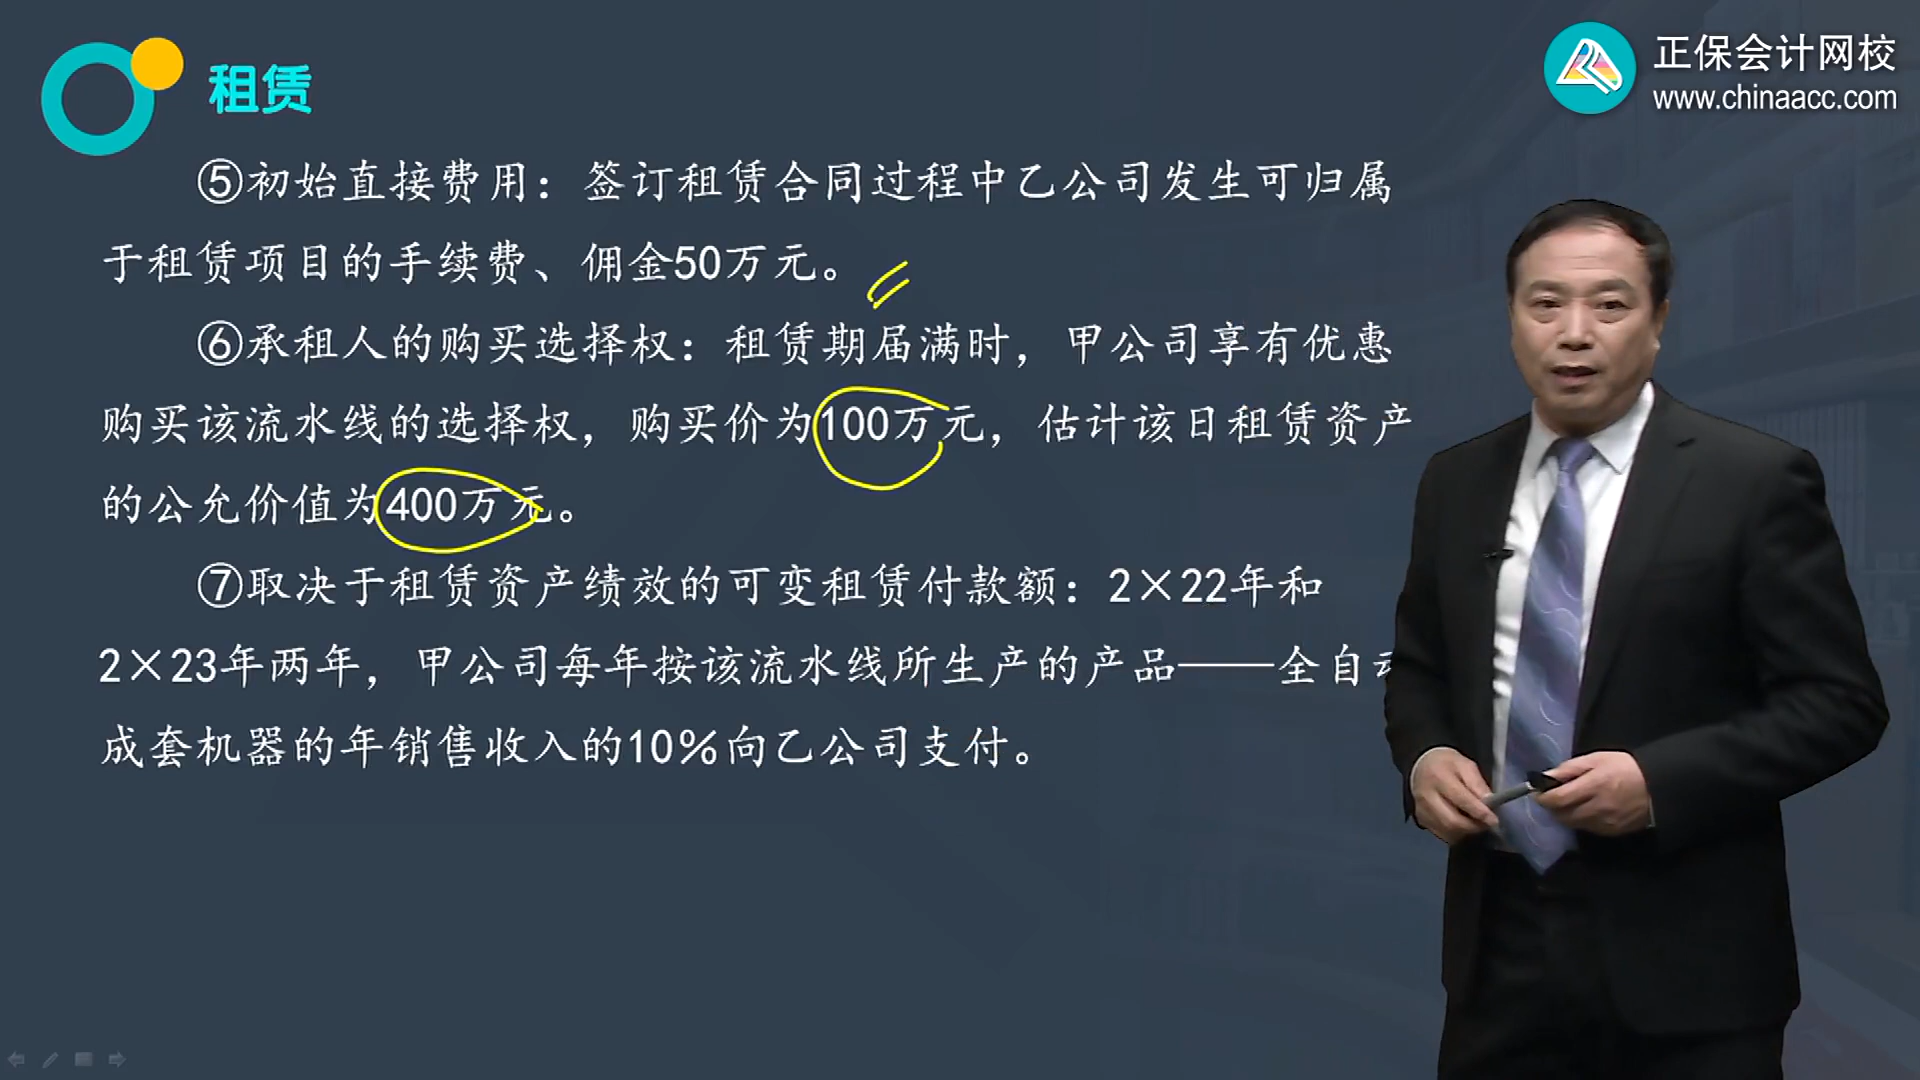 租赁
正保会计网校
www.chinaacc.com
⑤初始直接费用：签订租赁合同过程中乙公司发生可归属
于租赁项目的手续费、佣金50万元。
⑥承租人的购买选择权：租赁期届满时，甲公司享有优惠
购买该流水线的选择权，购买价为100万元，估计该日租赁资产
的公允价值为400万元。
⑦取决于租赁资产绩效的可变租赁付款额：2×22年和
2×23年两年，甲公司每年按该流水线所生产的产品——全自动
成套机器的年销售收入的10%向乙公司支付。